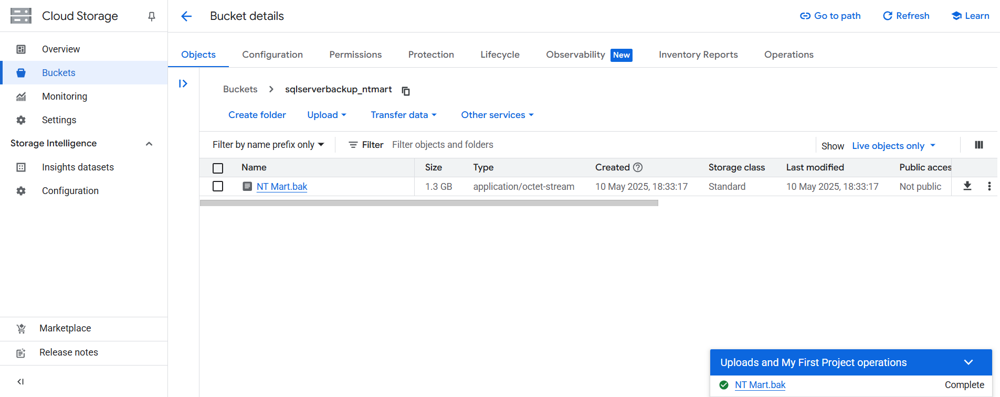 Cloud Storage
Bucket details
Go to path
Refresh
Learn
Overview
Buckets
Monitoring
Settings
Storage Intelligence
Insights datasets
Configuration
Marketplace
Release notes
Objects
Configuration
Permissions
Protection
Lifecycle
Observability New
Inventory Reports
Operations
Buckets sqlserverbackup_ntmart
Create folder
Upload
Transfer data
Other services
Filter by name prefix only
Filter Filter objects and folders
Show Live objects only
Name Size Type Created Storage class Last modified Public acces
NT Mart.bak 1.3 GB application/octet-stream 10 May 2025, 18:33:17 Standard 10 May 2025, 18:33:17 Not public
Uploads and My First Project operations
NT Mart.bak Complete